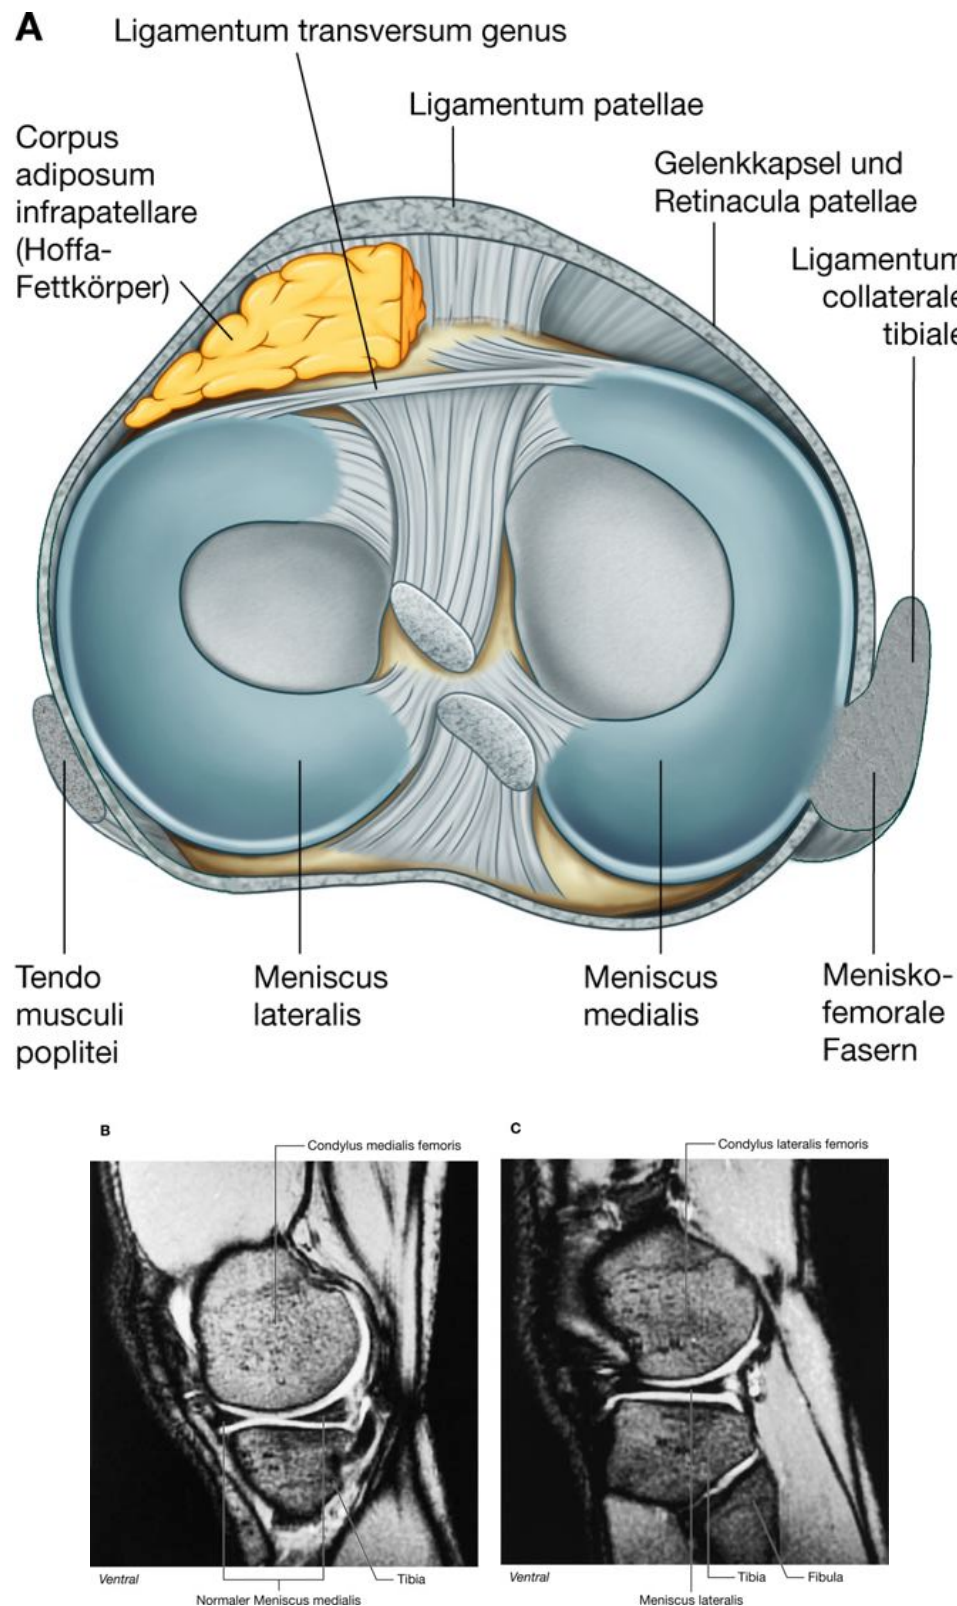 A
Ligamentum transversum genus
Ligamentum patellae
Corpus
adiposum
infrapatellare
(Hoffa-
Fettkörper)
Gelenkkapsel und
Retinacula patellae
Ligamentum
collaterale
tibiale
Tendo
musculi
poplitei
Meniscus
lateralis
Meniscus
medialis
Menisko-
femorale
Fasern
B
Condylus medialis femoris
Ventral
Tibia
Normaler Meniscus medialis
C
Condylus lateralis femoris
Ventral
Tibia
Fibula
Meniscus lateralis